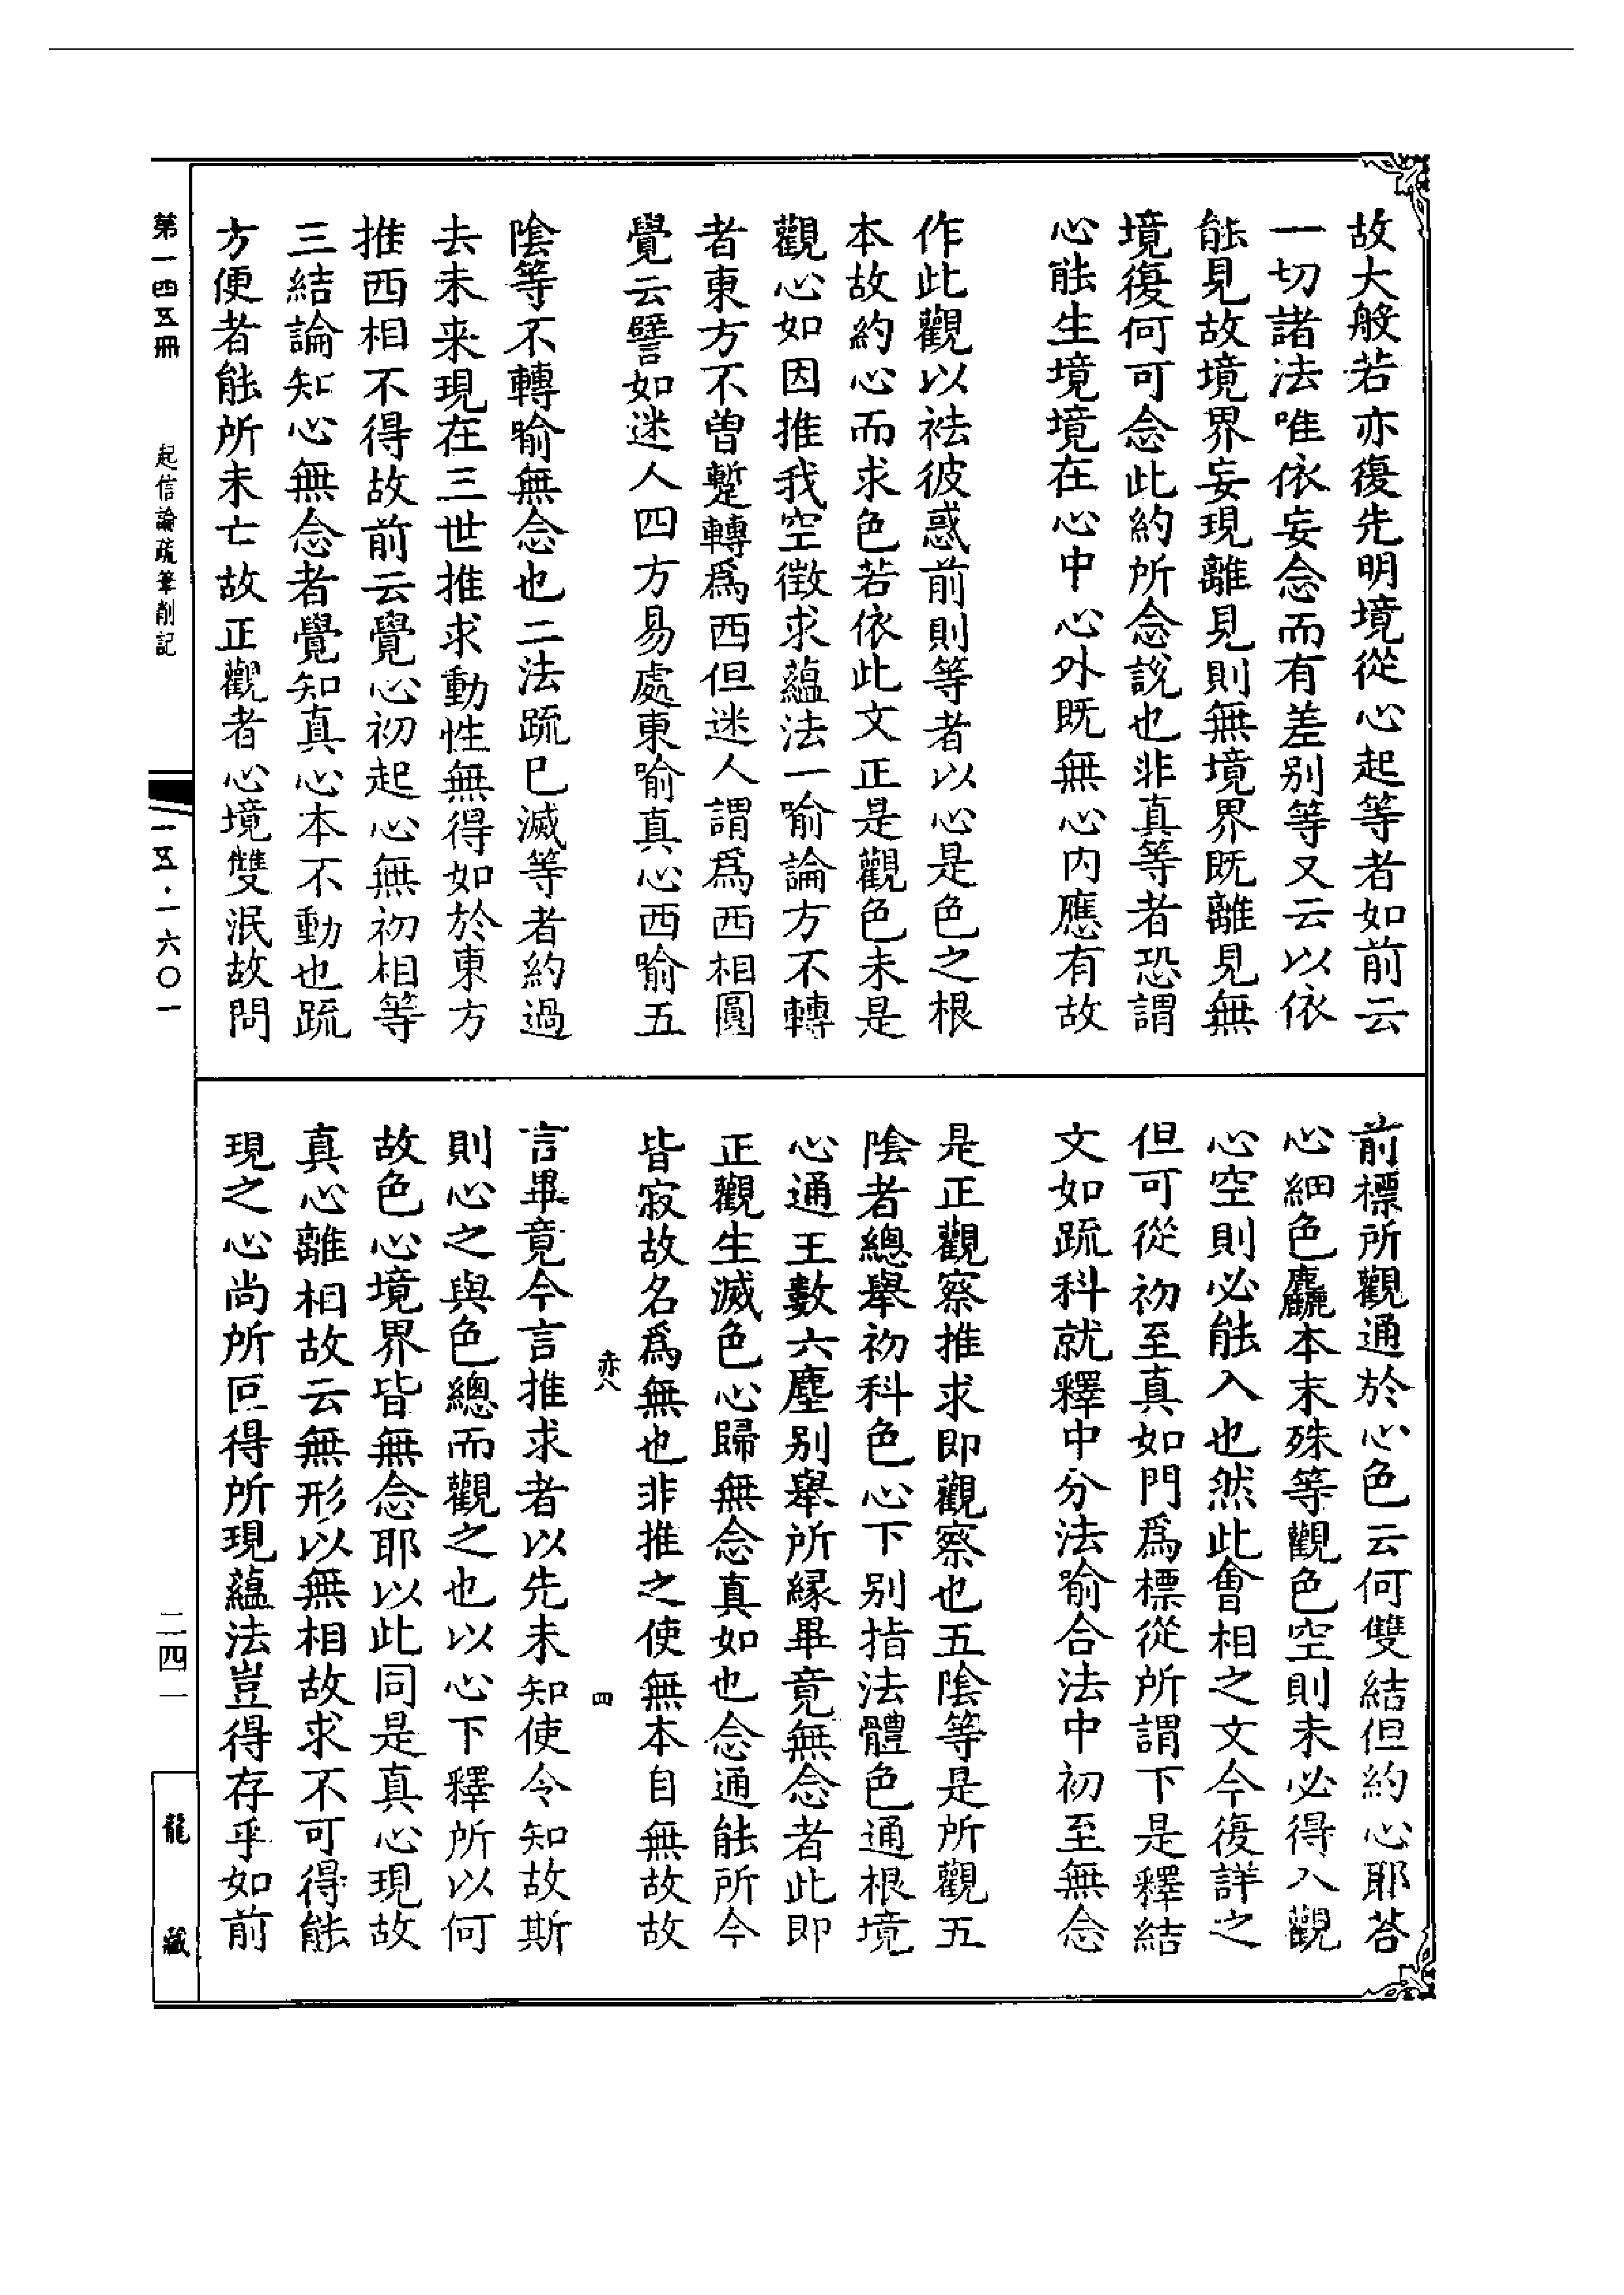 故大般若亦復先明境從心起等者如前云
一切諸法唯依妄念而有差别等又云以依
能見故境界妄現離見則無境界既離見無
境復何可念此約所念說也非真等者恐謂
心能生境境在心中心外既無心内應有故
作此觀以袪彼惑前則等者以心是色之根
本故約心而求色若依此文正是觀色未是
觀心如因推我空徵求蘊法一喻論方不轉
者東方不曾蹔轉爲西但迷人謂爲西相圓
覺云譬如迷人四方易處東喻真心西喻五
陰等不轉喻無念也二法䟽已滅等者約過
去未来現在三世推求動性無得如於東方
推西相不得故前云覺心初起心無初相等
三結論知心無念者覺知真心本不動也䟽
方便者能所未亡故正觀者心境雙泯故問
前標所觀通於心色云何雙結但約心耶荅
心細色麤本末殊等觀色空則未必得入觀
心空則必能入也然此會相之文今復詳之
但可從初至真如門爲標從所謂下是釋結
文如䟽科就釋中分法喻合法中初至無念
是正觀察推求即觀察也五陰等是所觀五
陰者總舉初科色心下别指法體色通根境
心通王數六塵别舉所縁畢竟無念者此即
正觀生滅色心歸無念真如也念通能所今
皆寂故名爲無也非推之使無本自無故故
言畢竟今言推求者以先未知使令知故斯
則心之與色總而觀之也以心下釋所以何
故色心境界皆無念耶以此同是真心現故
真心離相故云無形以無相故求不可得能
現之心尚所叵得所現蘊法豈得存乎如前
赤八
四
第一四五冊
起信論疏筆削記
一五·一六〇一
二四一
龍藏